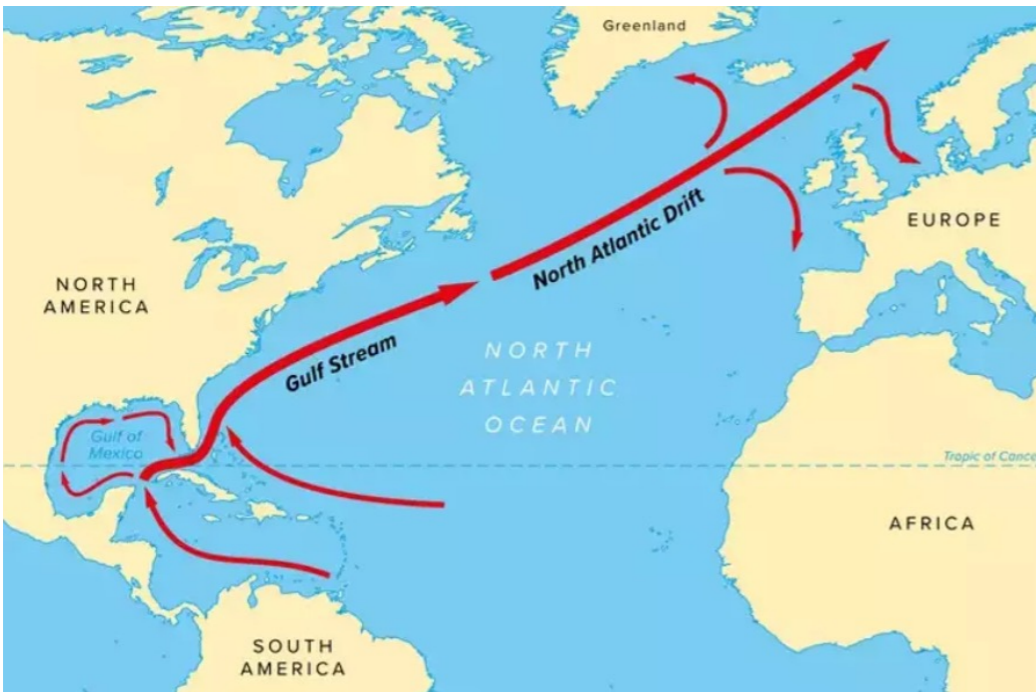 Greenland
North Atlantic Drift
EUROPE
NORTH
AMERICA
Gulf Stream
NORTH
ATLANTIC
OCEAN
Gulf of
Mexico
Tropic of Cance
AFRICA
SOUTH
AMERICA